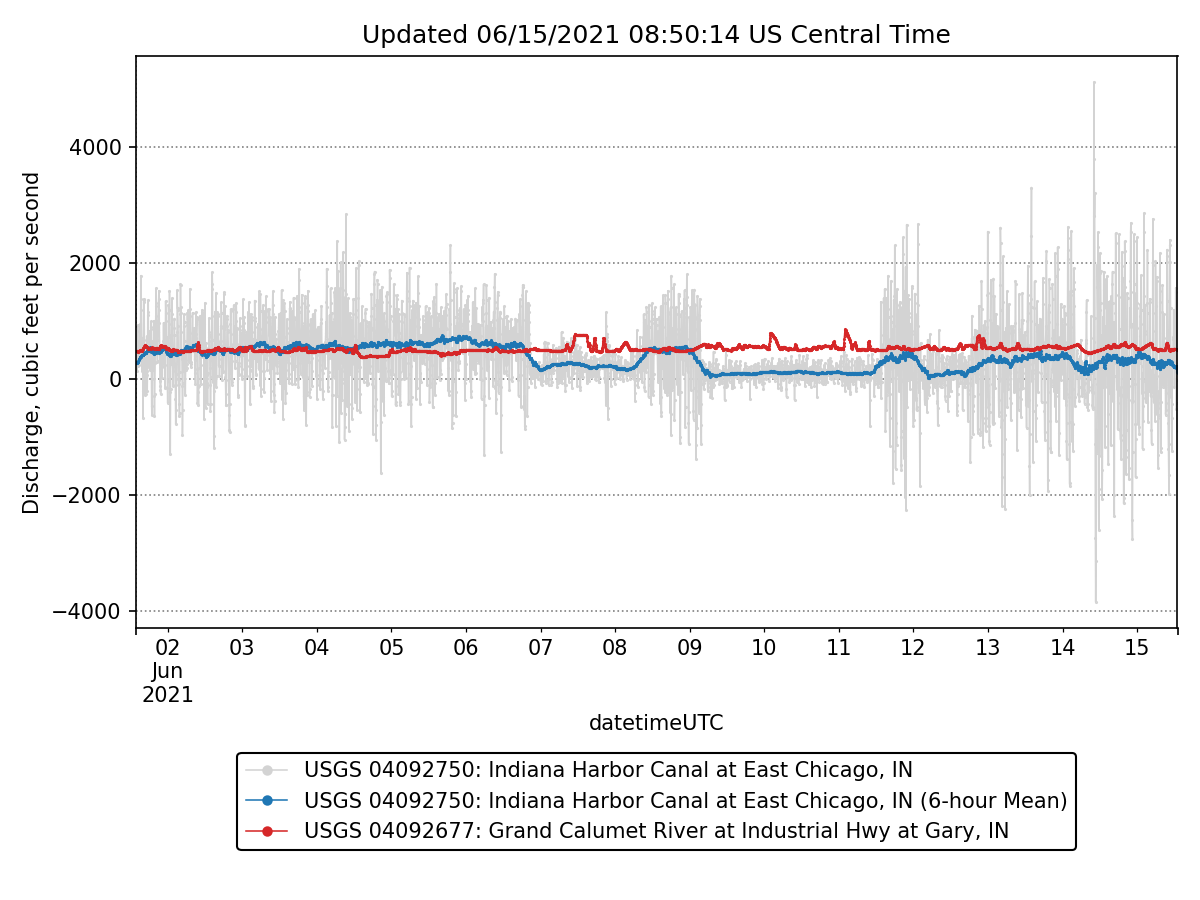 Updated 06/15/2021 08:50:14 US Central Time
Discharge, cubic feet per second
4000
2000
0
−2000
−4000
02 03 04 05 06 07 08 09 10 11 12 13 14 15
Jun
2021
datetimeUTC
USGS 04092750: Indiana Harbor Canal at East Chicago, IN
USGS 04092750: Indiana Harbor Canal at East Chicago, IN (6-hour Mean)
USGS 04092677: Grand Calumet River at Industrial Hwy at Gary, IN